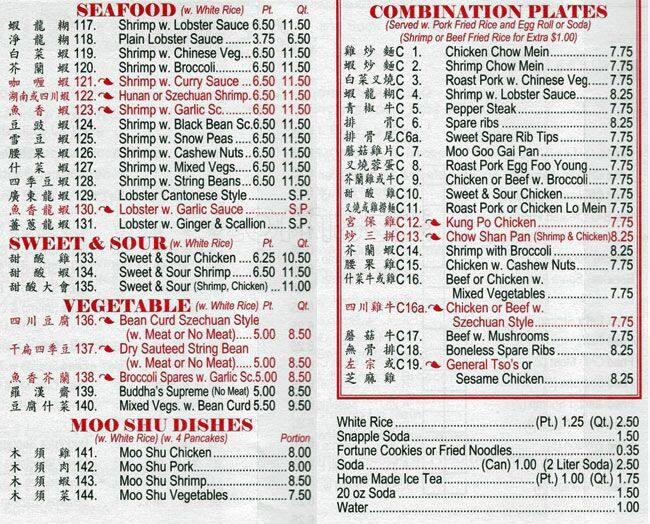 SEAFOOD (w. White Rice) Pt. Qt.
蝦龍糊 117. Shrimp w. Lobster Sauce 6.50 11.50
淨龍糊 118. Plain Lobster Sauce ........ 3.75 6.50
白菜蝦 119. Shrimp w. Chinese Veg... 6.50 11.50
芥蘭蝦 120. Shrimp w. Broccoli.......... 6.50 11.50
咖喱蝦 121. Shrimp w. Curry Sauce ... 6.50 11.50
湖南或四川蝦 122. Hunan or Szechuan Shrimp. 6.50 11.50
魚香蝦 123. Shrimp w. Garlic Sc. ....... 6.50 11.50
豆豉蝦 124. Shrimp w. Black Bean Sc. 6.50 11.50
雪豆蝦 125. Shrimp w. Snow Peas .... 6.50 11.50
腰果蝦 126. Shrimp w. Cashew Nuts .. 6.50 11.50
什菜蝦 127. Shrimp w. Mixed Vegs..... 6.50 11.50
四季豆蝦 128. Shrimp w. String Beans... 6.50 11.50
廣東龍蝦 129. Lobster Cantonese Style .................. S.P.
魚香龍蝦 130. Lobster w. Garlic Sauce .................. S.P.
薑蔥龍蝦 131. Lobster w. Ginger & Scallion ........... S.P.
SWEET & SOUR (w. White Rice) Pt. Qt.
甜酸雞 133. Sweet & Sour Chicken .... 6.25 10.50
甜酸蝦 134. Sweet & Sour Shrimp...... 6.50 11.50
甜酸大會 135. Sweet & Sour (Shrimp, Chicken) ... 11.00
VEGETABLE (w. White Rice) Pt. Qt.
四川豆腐 136. Bean Curd Szechuan Style
(w. Meat or No Meat)..... 5.00 8.50
干扁四季豆 137. Dry Sauteed String Bean
(w. Meat or No Meat)..... 5.00 8.50
魚香芥蘭 138. Broccoli Spares w. Garlic Sc. 5.00 8.50
羅漢齋 139. Buddha's Supreme (No Meat) 5.00 8.50
豆腐什菜 140. Mixed Vegs. w. Bean Curd 5.50 9.50
MOO SHU DISHES
(w. White Rice) (w. 4 Pancakes) Portion
木須雞 141. Moo Shu Chicken .................. 8.00
木須肉 142. Moo Shu Pork ....................... 8.00
木須蝦 143. Moo Shu Shrimp ................... 8.50
木須菜 144. Moo Shu Vegetables ............. 7.50
COMBINATION PLATES
(Served w. Pork Fried Rice and Egg Roll or Soda)
(Shrimp or Beef Fried Rice for Extra $1.00)
雞炒麵 C 1. Chicken Chow Mein .............. 7.75
蝦炒麵 C 2. Shrimp Chow Mein ............... 7.75
白菜叉燒 C 3. Roast Pork w. Chinese Veg. ... 7.75
蝦龍糊 C 4. Shrimp w. Lobster Sauce ...... 8.25
青椒牛 C 5. Pepper Steak ....................... 7.75
排骨 C 6. Spare ribs ........................... 8.25
排骨尾 C6a. Sweet Spare Rib Tips ........... 7.75
蘑菇雞片 C 7. Moo Goo Gai Pan ................ 7.75
叉燒蓉蛋 C 8. Roast Pork Egg Foo Young ...... 7.75
芥蘭雞或牛 C 9. Chicken or Beef w. Broccoli..... 7.75
甜酸雞 C10. Sweet & Sour Chicken .......... 7.75
叉燒或雞撈麵 C11. Roast Pork or Chicken Lo Mein 7.75
宮保雞 C12. Kung Po Chicken ................ 7.75
炒三拼 C13. Chow Shan Pan (Shrimp & Chicken) 8.25
芥蘭蝦 C14. Shrimp with Broccoli ............ 8.25
腰果雞 C15. Chicken w. Cashew Nuts........ 7.75
什菜牛或雞 C16. Beef or Chicken w.
Mixed Vegetables .............. 7.75
四川雞牛 C16a. Chicken or Beef w.
Szechuan Style................. 7.75
蘑菇牛 C17. Beef w. Mushrooms ............ 7.75
無骨排 C18. Boneless Spare Ribs ........... 8.25
左宗或 C19. General Tso's or
芝麻雞 Sesame Chicken............... 8.25
White Rice ........................ (Pt.) 1.25 (Qt.) 2.50
Snapple Soda ........................................ 1.50
Fortune Cookies or Fried Noodles............ 0.35
Soda .................. (Can) 1.00 (2 Liter Soda) 2.50
Home Made Ice Tea ............ (Pt.) 1.00 (Qt.) 1.75
20 oz Soda ............................................ 1.50
Water .................................................... 1.00